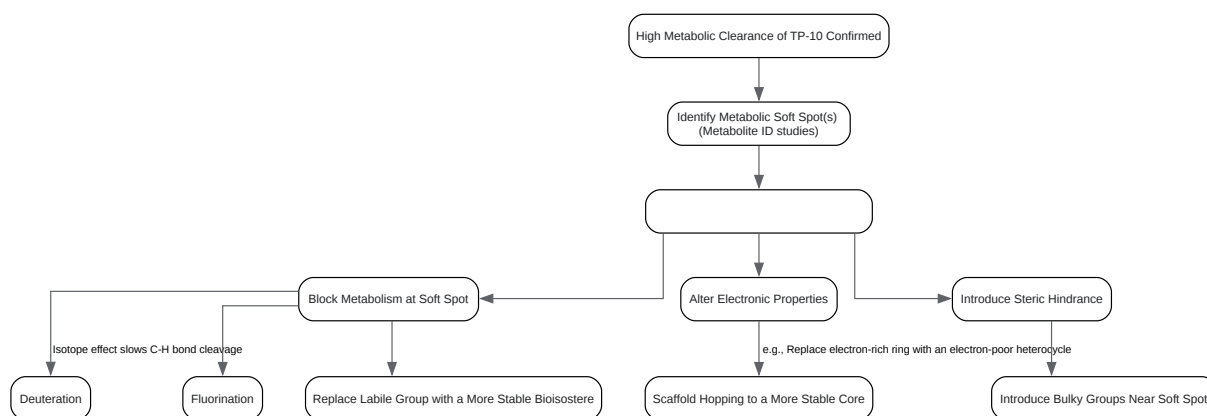 High Metabolic Clearance of TP-10 Confirmed
Identify Metabolic Soft Spot(s)
(Metabolite ID studies)
Block Metabolism at Soft Spot
Alter Electronic Properties
Introduce Steric Hindrance
Isotope effect slows C-H bond cleavage
e.g., Replace electron-rich ring with an electron-poor heterocycle
Deuteration
Fluorination
Replace Labile Group with a More Stable Bioisostere
Scaffold Hopping to a More Stable Core
Introduce Bulky Groups Near Soft Spot